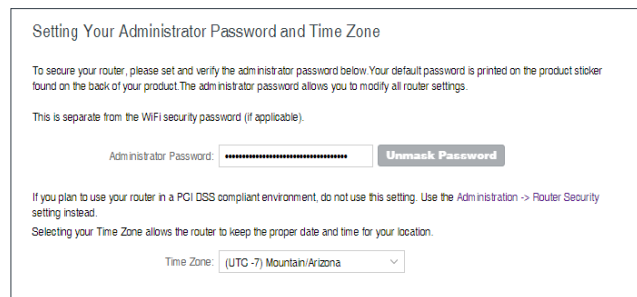 Setting Your Administrator Password and Time Zone
To secure your router, please set and verify the administrator password below.Your default password is printed on the product sticker
found on the back of your product.The administrator password allows you to modify all router settings.
This is separate from the WiFi security password (if applicable).
Administrator Password: •••••••••••••••••••••••••••••••••••• Unmask Password
If you plan to use your router in a PCI DSS compliant environment, do not use this setting. Use the Administration -> Router Security
setting instead.
Selecting your Time Zone allows the router to keep the proper date and time for your location.
Time Zone: (UTC -7) Mountain/Arizona